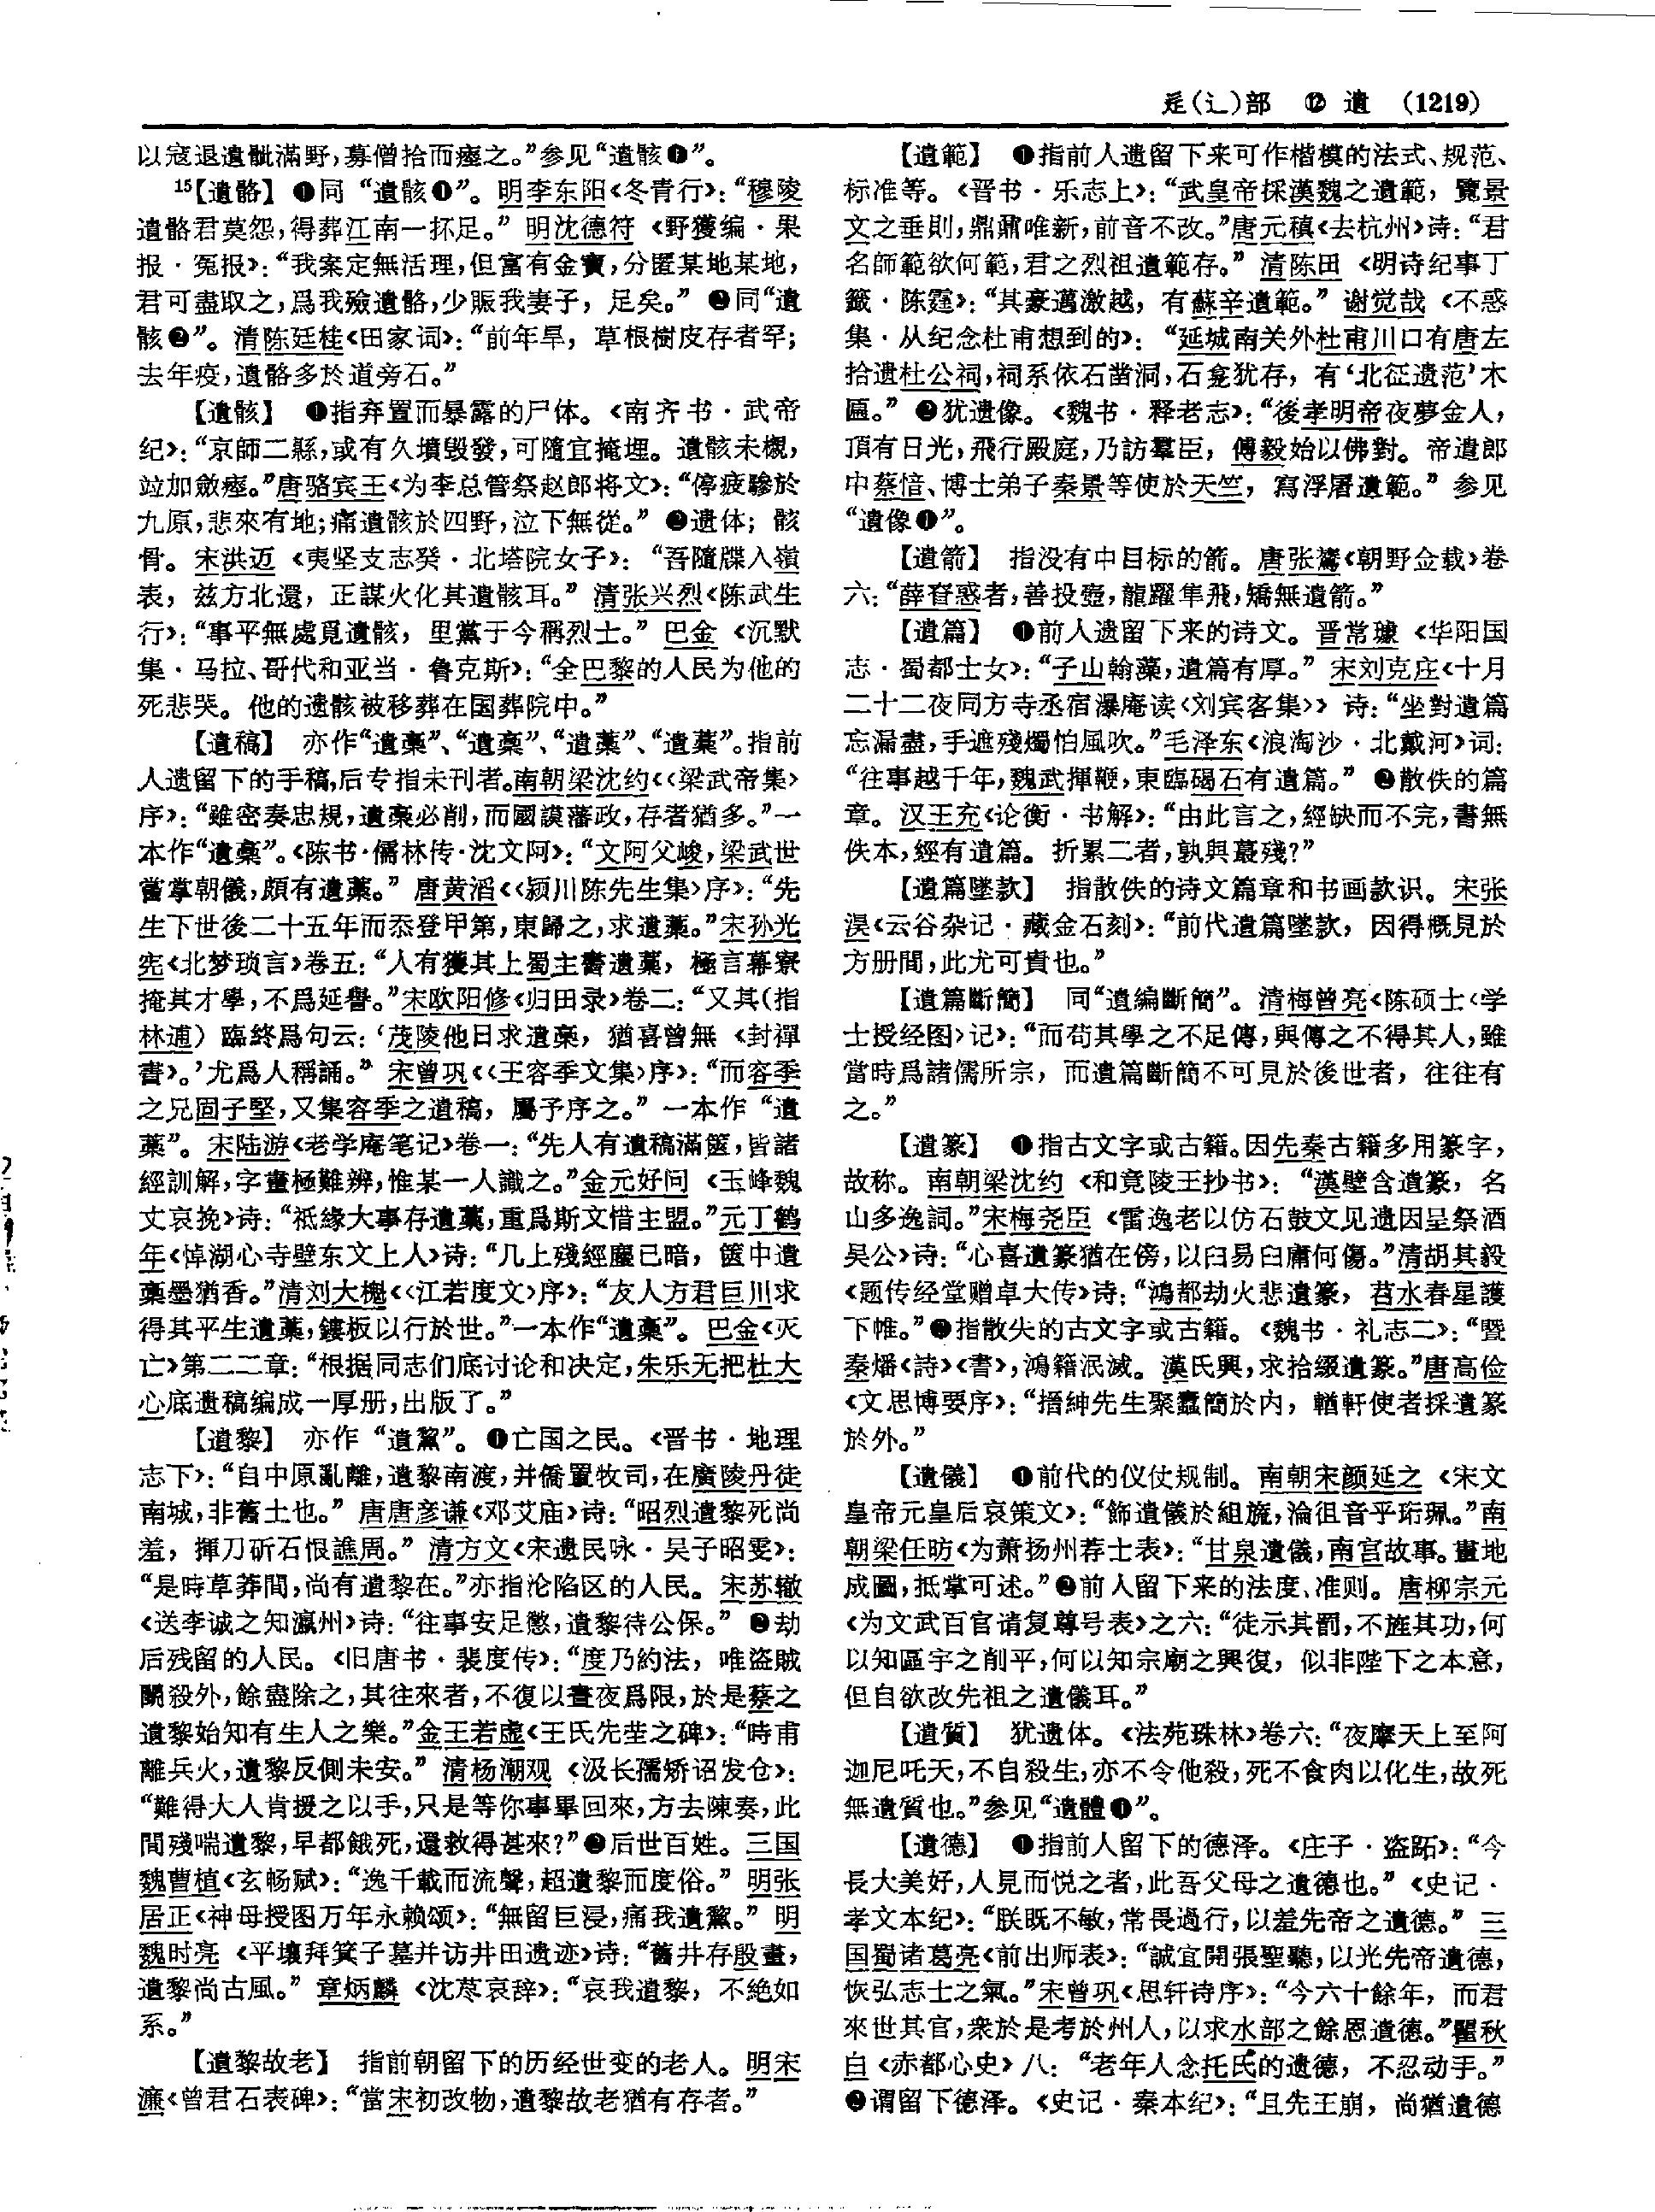 辵(辶)部　⑫　遺　(1219)
以寇退遺骴滿野，募僧拾而瘞之。”参见“遺骸❶”。
15【遺骼】❶同“遺骸❶”。明李东阳《冬青行》：“穆陵
遺骼君莫怨，得葬江南一抔足。”明沈德符《野獲编·果
报·冤报》：“我案定無活理，但富有金寶，分匿某地某地，
君可盡取之，爲我殮遺骼，少賑我妻子，足矣。”❷同“遺
骸❷”。清陈廷桂《田家词》：“前年旱，草根樹皮存者罕；
去年疫，遺骼多於道旁石。”
【遺骸】❶指弃置而暴露的尸体。《南齐书·武帝
纪》：“京師二縣，或有久墳毁發，可隨宜掩埋。遺骸未櫬，
竝加斂瘞。”唐骆宾王《为李总管祭赵郎将文》：“停疲驂於
九原，悲來有地；痛遺骸於四野，泣下無從。”❷遗体；骸
骨。宋洪迈《夷坚支志癸·北塔院女子》：“吾隨牒入嶺
表，兹方北還，正謀火化其遺骸耳。”清张兴烈《陈武生
行》：“事平無處覓遺骸，里黨于今稱烈士。”巴金《沉默
集·马拉、哥代和亚当·鲁克斯》：“全巴黎的人民为他的
死悲哭。他的遗骸被移葬在国葬院中。”
【遺稿】亦作“遺稾”、“遺槀”、“遺藁”、“遺藳”。指前
人遗留下的手稿，后专指未刊者。南朝梁沈约《〈梁武帝集〉
序》：“雖密奏忠規，遺稾必削，而國謨藩政，存者猶多。”一
本作“遺槀”。《陈书·儒林传·沈文阿》：“文阿父峻，梁武世
嘗掌朝儀，頗有遺藁。”唐黄滔《〈颍川陈先生集〉序》：“先
生下世後二十五年而忝登甲第，東歸之，求遺藁。”宋孙光
宪《北梦琐言》卷五：“人有獲其上蜀主書遺藁，極言幕寮
掩其才學，不爲延譽。”宋欧阳修《归田录》卷二：“又其(指
林逋）臨終爲句云：‘茂陵他日求遺稾，猶喜曾無《封禪
書》。’尤爲人稱誦。”宋曾巩《〈王容季文集〉序》：“而容季
之兄固子堅，又集容季之遺稿，屬予序之。”一本作“遺
藁”。宋陆游《老学庵笔记》卷一：“先人有遺稿滿篋，皆諸
經訓解，字畫極難辨，惟某一人識之。”金元好问《玉峰魏
丈哀挽》诗：“祗緣大事存遺藁，重爲斯文惜主盟。”元丁鹤
年《悼湖心寺壁东文上人》诗：“几上殘經塵已暗，篋中遺
稾墨猶香。”清刘大櫆《〈江若度文〉序》：“友人方君巨川求
得其平生遺藁，鏤板以行於世。”一本作“遺稾”。巴金《灭
亡》第二二章：“根据同志们底讨论和决定，朱乐无把杜大
心底遗稿编成一厚册，出版了。”
【遺黎】亦作“遺黧”。❶亡国之民。《晋书·地理
志下》：“自中原亂離，遺黎南渡，并僑置牧司，在廣陵丹徒
南城，非舊土也。”唐唐彦谦《邓艾庙》诗：“昭烈遺黎死尚
羞，揮刀斫石恨譙周。”清方文《宋遗民咏·吴子昭雯》：
“是時草莽間，尚有遺黎在。”亦指沦陷区的人民。宋苏辙
《送李诚之知瀛州》诗：“往事安足懲，遺黎待公保。”❷劫
后残留的人民。《旧唐书·裴度传》：“度乃約法，唯盜賊
鬬殺外，餘盡除之，其往來者，不復以晝夜爲限，於是蔡之
遺黎始知有生人之樂。”金王若虚《王氏先茔之碑》：“時甫
離兵火，遺黎反側未安。”清杨潮观《汲长孺矫诏发仓》：
“難得大人肯援之以手，只是等你事畢回來，方去陳奏，此
間殘喘遺黎，早都餓死，還救得甚來？”❸后世百姓。三国
魏曹植《玄畅赋》：“逸千載而流聲，超遺黎而度俗。”明张
居正《神母授图万年永赖颂》：“無留巨浸，痛我遺黧。”明
魏时亮《平壤拜箕子墓并访井田遗迹》诗：“舊井存殷畫，
遺黎尚古風。”章炳麟《沈荩哀辞》：“哀我遺黎，不絶如
系。”
【遺黎故老】指前朝留下的历经世变的老人。明宋
濂《曾君石表碑》：“當宋初改物，遺黎故老猶有存者。”
【遺範】❶指前人遗留下来可作楷模的法式、规范、
标准等。《晋书·乐志上》：“武皇帝採漢魏之遺範，覽景
文之垂則，鼎鼐唯新，前音不改。”唐元稹《去杭州》诗：“君
名師範欲何範，君之烈祖遺範存。”清陈田《明诗纪事丁
籤·陈霆》：“其豪邁激越，有蘇辛遺範。”谢觉哉《不惑
集·从纪念杜甫想到的》：“延城南关外杜甫川口有唐左
拾遗杜公祠，祠系依石凿洞，石龛犹存，有‘北征遗范’木
匾。”❷犹遗像。《魏书·释老志》：“後孝明帝夜夢金人，
頂有日光，飛行殿庭，乃訪羣臣，傅毅始以佛對。帝遣郎
中蔡愔、博士弟子秦景等使於天竺，寫浮屠遺範。”参见
“遺像❶”。
【遺箭】指没有中目标的箭。唐张鷟《朝野佥载》卷
六：“薛眘惑者，善投壺，龍躍隼飛，矯無遺箭。”
【遺篇】❶前人遗留下来的诗文。晋常璩《华阳国
志·蜀都士女》：“子山翰藻，遺篇有厚。”宋刘克庄《十月
二十二夜同方寺丞宿瀑庵读〈刘宾客集〉》诗：“坐對遺篇
忘漏盡，手遮殘燭怕風吹。”毛泽东《浪淘沙·北戴河》词：
“往事越千年，魏武揮鞭，東臨碣石有遺篇。”❷散佚的篇
章。汉王充《论衡·书解》：“由此言之，經缺而不完，書無
佚本，經有遺篇。折累二者，孰與蕞殘？”
【遺篇墜款】指散佚的诗文篇章和书画款识。宋张
淏《云谷杂记·藏金石刻》：“前代遺篇墜款，因得概見於
方册間，此尤可貴也。”
【遺篇斷簡】同“遺編斷簡”。清梅曾亮《陈硕士〈学
士授经图〉记》：“而苟其學之不足傳，與傳之不得其人，雖
當時爲諸儒所宗，而遺篇斷簡不可見於後世者，往往有
之。”
【遺篆】❶指古文字或古籍。因先秦古籍多用篆字，
故称。南朝梁沈约《和竟陵王抄书》：“漢壁含遺篆，名
山多逸詞。”宋梅尧臣《雷逸老以仿石鼓文见遗因呈祭酒
吴公》诗：“心喜遺篆猶在傍，以臼易臼庸何傷。”清胡其毅
《题传经堂赠卓大传》诗：“鴻都劫火悲遺篆，苕水春星護
下帷。”❷指散失的古文字或古籍。《魏书·礼志二》：“暨
秦燔《詩》《書》，鴻籍泯滅。漢氏興，求拾綴遺篆。”唐高俭
《文思博要序》：“搢紳先生聚蠹簡於内，輶軒使者採遺篆
於外。”
【遺儀】❶前代的仪仗规制。南朝宋颜延之《宋文
皇帝元皇后哀策文》：“飾遺儀於組旒，淪徂音乎珩珮。”南
朝梁任昉《为萧扬州荐士表》：“甘泉遺儀，南宫故事。畫地
成圖，抵掌可述。”❷前人留下来的法度、准则。唐柳宗元
《为文武百官请复尊号表》之六：“徒示其罰，不旌其功，何
以知區宇之削平，何以知宗廟之興復，似非陛下之本意，
但自欲改先祖之遺儀耳。”
【遺質】犹遗体。《法苑珠林》卷六：“夜摩天上至阿
迦尼吒天，不自殺生，亦不令他殺，死不食肉以化生，故死
無遺質也。”参见“遺體❶”。
【遺德】❶指前人留下的德泽。《庄子·盗跖》：“今
長大美好，人見而悦之者，此吾父母之遺德也。”《史记·
孝文本纪》：“朕既不敏，常畏過行，以羞先帝之遺德。”三
国蜀诸葛亮《前出师表》：“誠宜開張聖聽，以光先帝遺德，
恢弘志士之氣。”宋曾巩《思轩诗序》：“今六十餘年，而君
來世其官，衆於是考於州人，以求水部之餘恩遺德。”瞿秋
白《赤都心史》八：“老年人念托氏的遗德，不忍动手。”
❷谓留下德泽。《史记·秦本纪》：“且先王崩，尚猶遺德